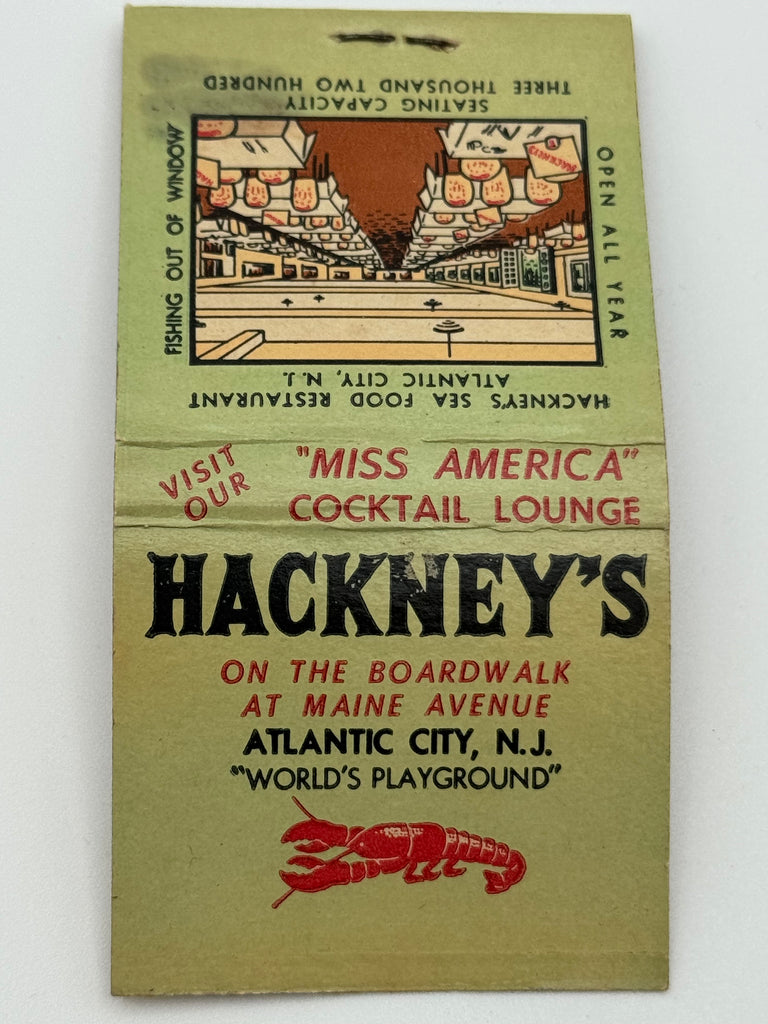 VISIT
OUR
"MISS AMERICA"
COCKTAIL LOUNGE
HACKNEY'S
ON THE BOARDWALK
AT MAINE AVENUE
ATLANTIC CITY, N.J.
"WORLD'S PLAYGROUND"
HACKNEY'S SEA FOOD RESTAURANT
ATLANTIC CITY, N.J.
OPEN ALL YEAR
FISHING OUT OF WINDOW
HACKNEYS
SEATING CAPACITY
THREE THOUSAND TWO HUNDRED